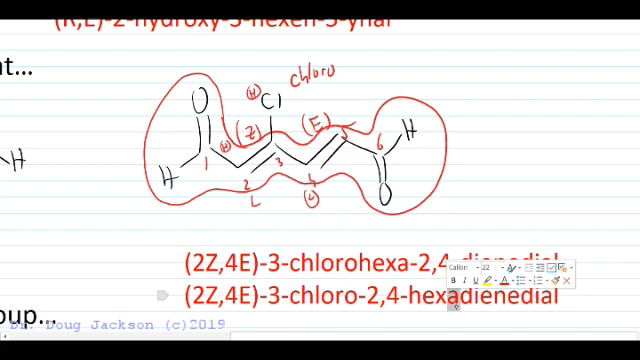 (R,E)-2-hydroxy-3-hexen-5-ynal
nt...
chloro
H Cl
O (Z) (E) H
H 5 6
H 1 3
H 2 4 O
L H
(2Z,4E)-3-chlorohexa-2,4-dienedial
Calibri 22
B I U A
(2Z,4E)-3-chloro-2,4-hexadienedial
oup...
Dr. Doug Jackson (c)2019